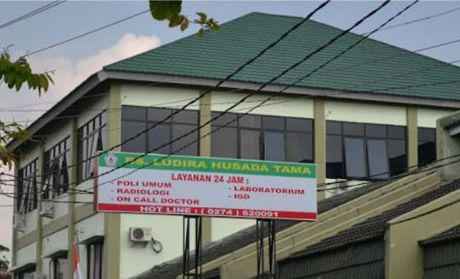 RS. LUDIRA HUSADA TAMA
LAYANAN 24 JAM :
- POLI UMUM
- RADIOLOGI
- ON CALL DOCTOR
- LABORATORIUM
- IGD
HOT LINE : ( 0274 ) 620091